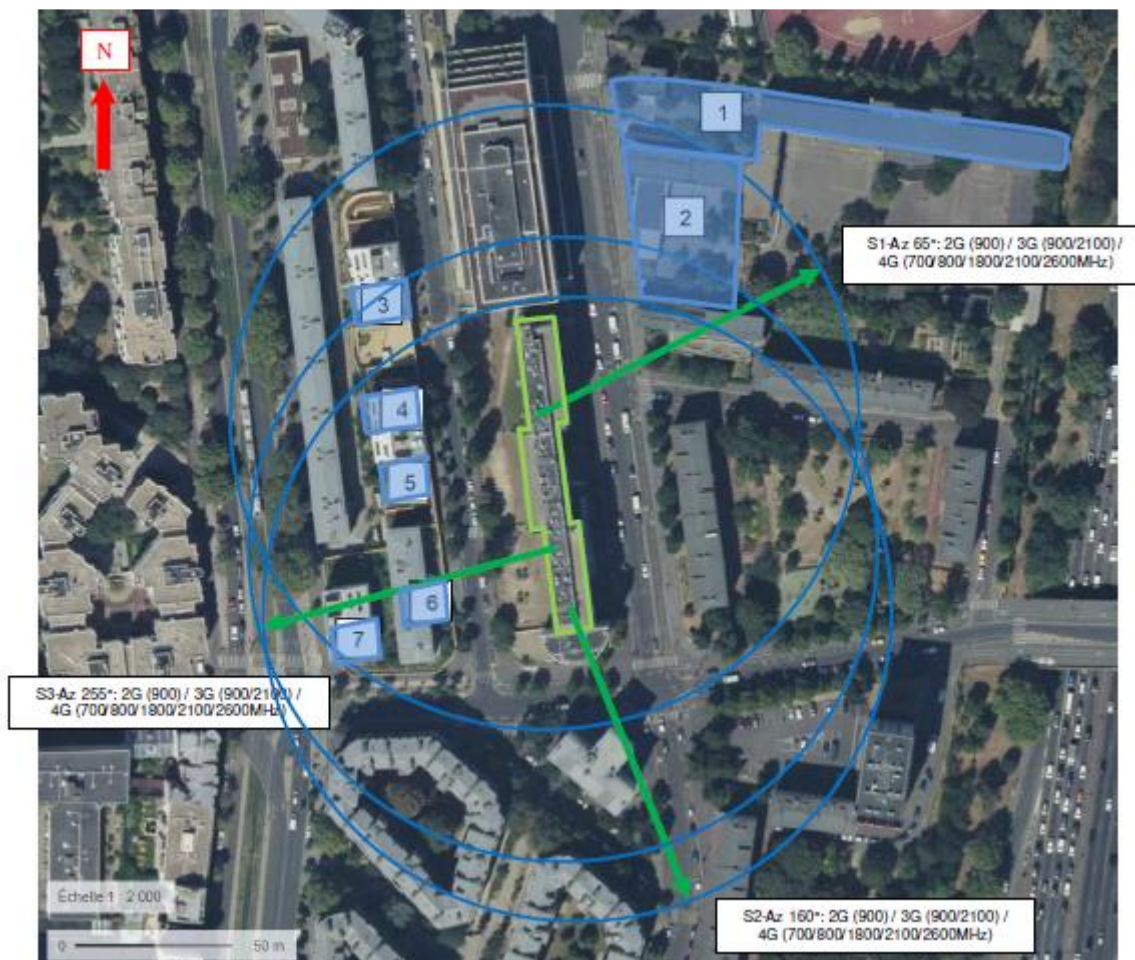 N
1
2
S1-Az 65°: 2G (900) / 3G (900/2100) /
4G (700/800/1800/2100/2600MHz)
3
4
5
6
7
S3-Az 255°: 2G (900) / 3G (900/2100) /
4G (700/800/1800/2100/2600MHz)
Échelle 1 : 2 000
0 50 m
S2-Az 160°: 2G (900) / 3G (900/2100) /
4G (700/800/1800/2100/2600MHz)